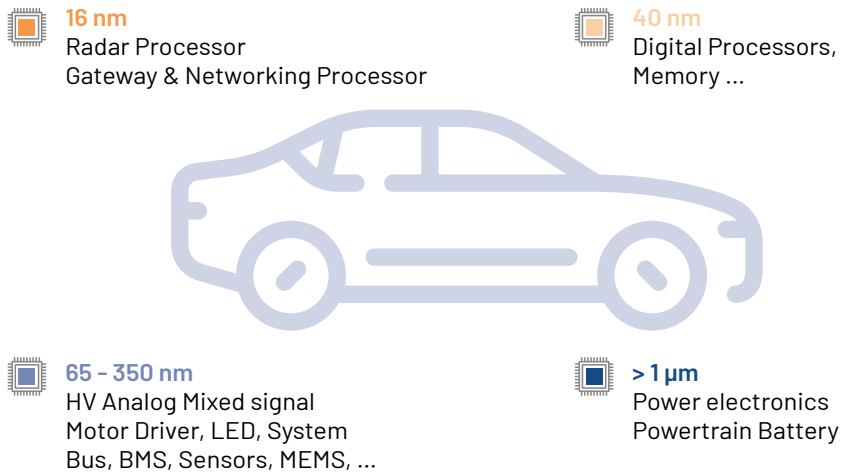 16 nm
Radar Processor
Gateway & Networking Processor
40 nm
Digital Processors,
Memory ...
65 - 350 nm
HV Analog Mixed signal
Motor Driver, LED, System
Bus, BMS, Sensors, MEMS, ...
> 1 µm
Power electronics
Powertrain Battery